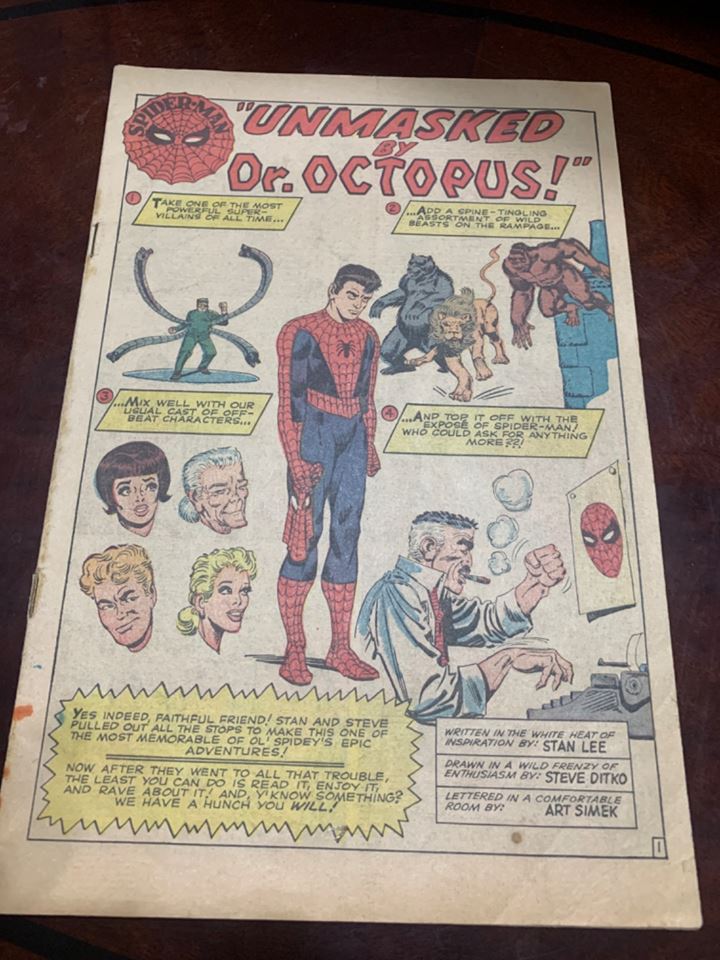 SPIDER-MAN
"UNMASKED
BY
Dr. OCTOPUS!"
1
TAKE ONE OF THE MOST
POWERFUL SUPER-
VILLAINS OF ALL TIME...
2
...ADD A SPINE-TINGLING
ASSORTMENT OF WILD
BEASTS ON THE RAMPAGE...
3
...MIX WELL WITH OUR
USUAL CAST OF OFF-
BEAT CHARACTERS...
4
...AND TOP IT OFF WITH THE
EXPOSÉ OF SPIDER-MAN!
WHO COULD ASK FOR ANYTHING
MORE??!
YES INDEED, FAITHFUL FRIEND! STAN AND STEVE
PULLED OUT ALL THE STOPS TO MAKE THIS ONE OF
THE MOST MEMORABLE OF OL' SPIDEY'S EPIC
ADVENTURES!
NOW AFTER THEY WENT TO ALL THAT TROUBLE,
THE LEAST YOU CAN DO IS READ IT, ENJOY IT,
AND RAVE ABOUT IT! AND, Y'KNOW SOMETHING?
WE HAVE A HUNCH YOU WILL!
WRITTEN IN THE WHITE HEAT OF
INSPIRATION BY: STAN LEE
DRAWN IN A WILD FRENZY OF
ENTHUSIASM BY: STEVE DITKO
LETTERED IN A COMFORTABLE
ROOM BY: ART SIMEK
1